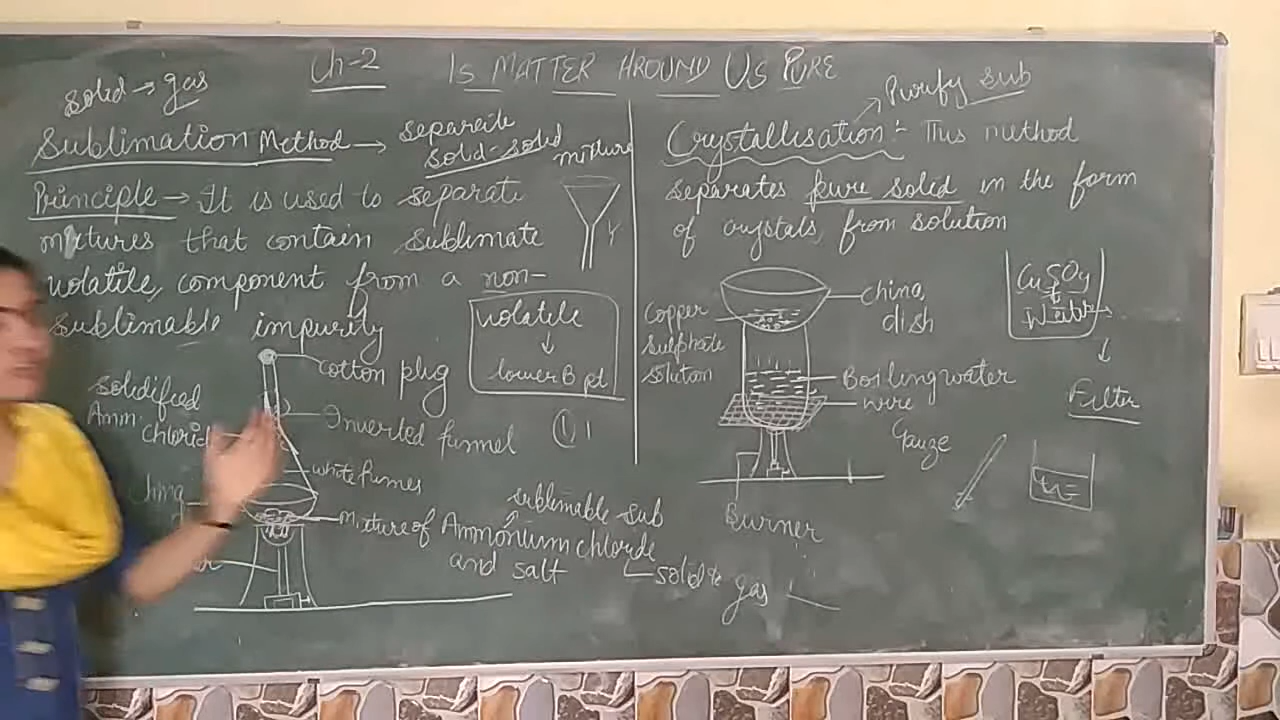 Ch-2 IS MATTER AROUND US PURE
solid → gas
Sublimation Method → separate
solid-solid
mixture
Principle → It is used to separate
mixtures that contain sublimate
volatile, component from a non-
sublimable impurity
volatile
↓
lower B pt
cotton plug
solidified
Amm
chlorid
Inverted funnel
white fumes
China
mixture of Ammonium chloride
and salt
sublimable sub
solid to
gas
Purify sub
Crystallisation :- This method
separates pure solid in the form
of crystals, from solution
Copper
sulphate
solution
china
dish
Boiling water
wire
Gauze
Burner
CuSO4
+
Water
↓
Filter